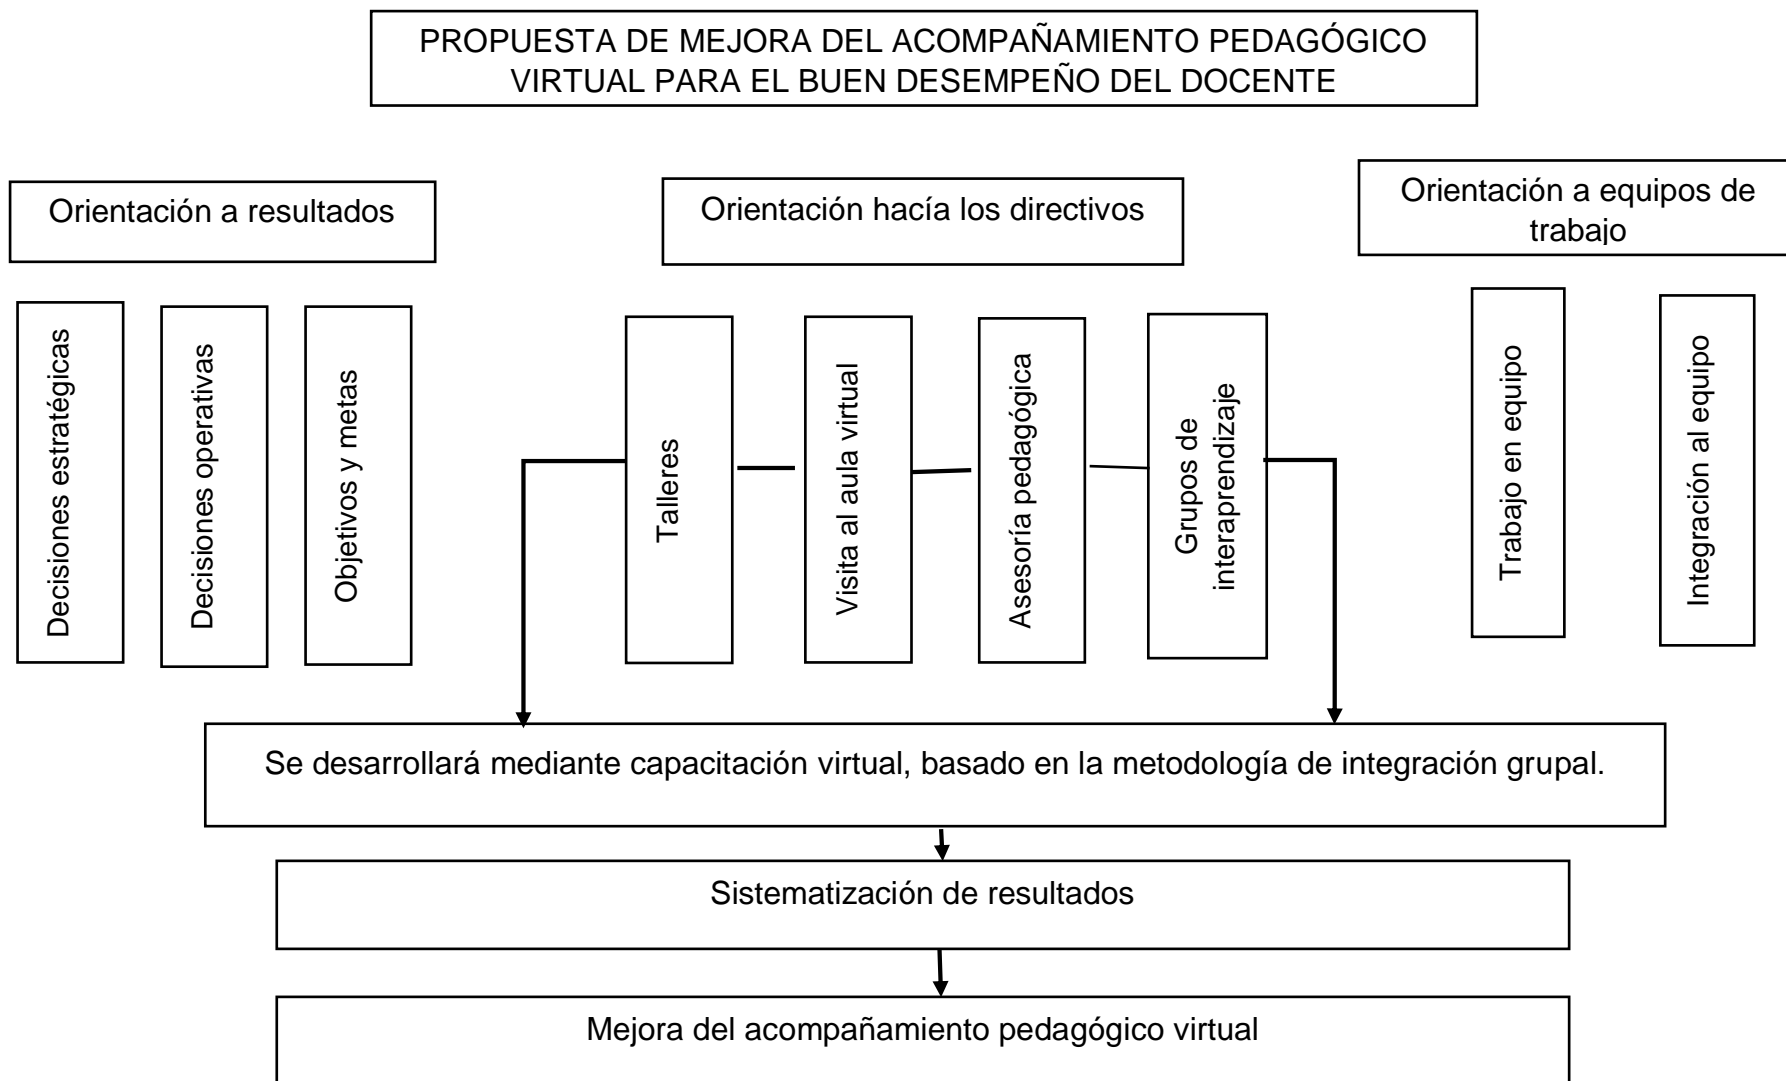 PROPUESTA DE MEJORA DEL ACOMPAÑAMIENTO PEDAGÓGICO
VIRTUAL PARA EL BUEN DESEMPEÑO DEL DOCENTE
Orientación a resultados
Orientación hacía los directivos
Orientación a equipos de
trabajo
Decisiones estratégicas
Decisiones operativas
Objetivos y metas
Talleres
Visita al aula virtual
Asesoría pedagógica
Grupos de
interaprendizaje
Trabajo en equipo
Integración al equipo
Se desarrollará mediante capacitación virtual, basado en la metodología de integración grupal.
Sistematización de resultados
Mejora del acompañamiento pedagógico virtual